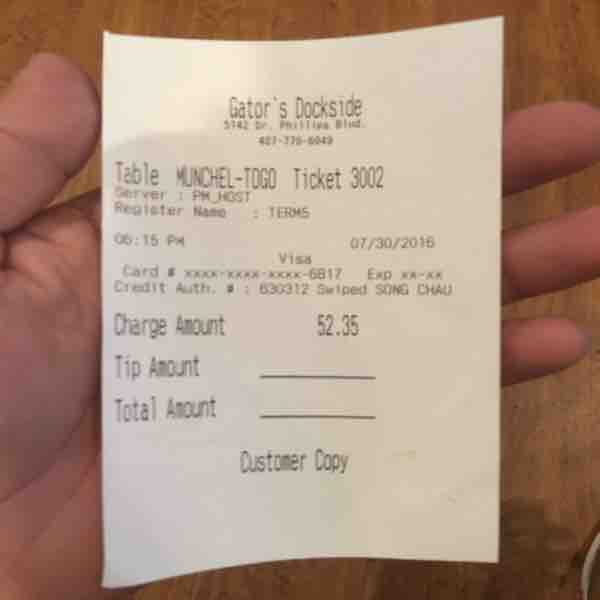 Gator's Dockside
5142 Dr. Phillips Blvd.
407-770-6049
Table MUNCHEL-TOGO Ticket 3002
Server : PM_HOST
Register Name : TERM5
06:15 PM 07/30/2016
Visa
Card # xxxx-xxxx-xxxx-6817 Exp xx-xx
Credit Auth. # : 630312 Swiped SONG CHAU
Charge Amount 52.35
Tip Amount
Total Amount
Customer Copy